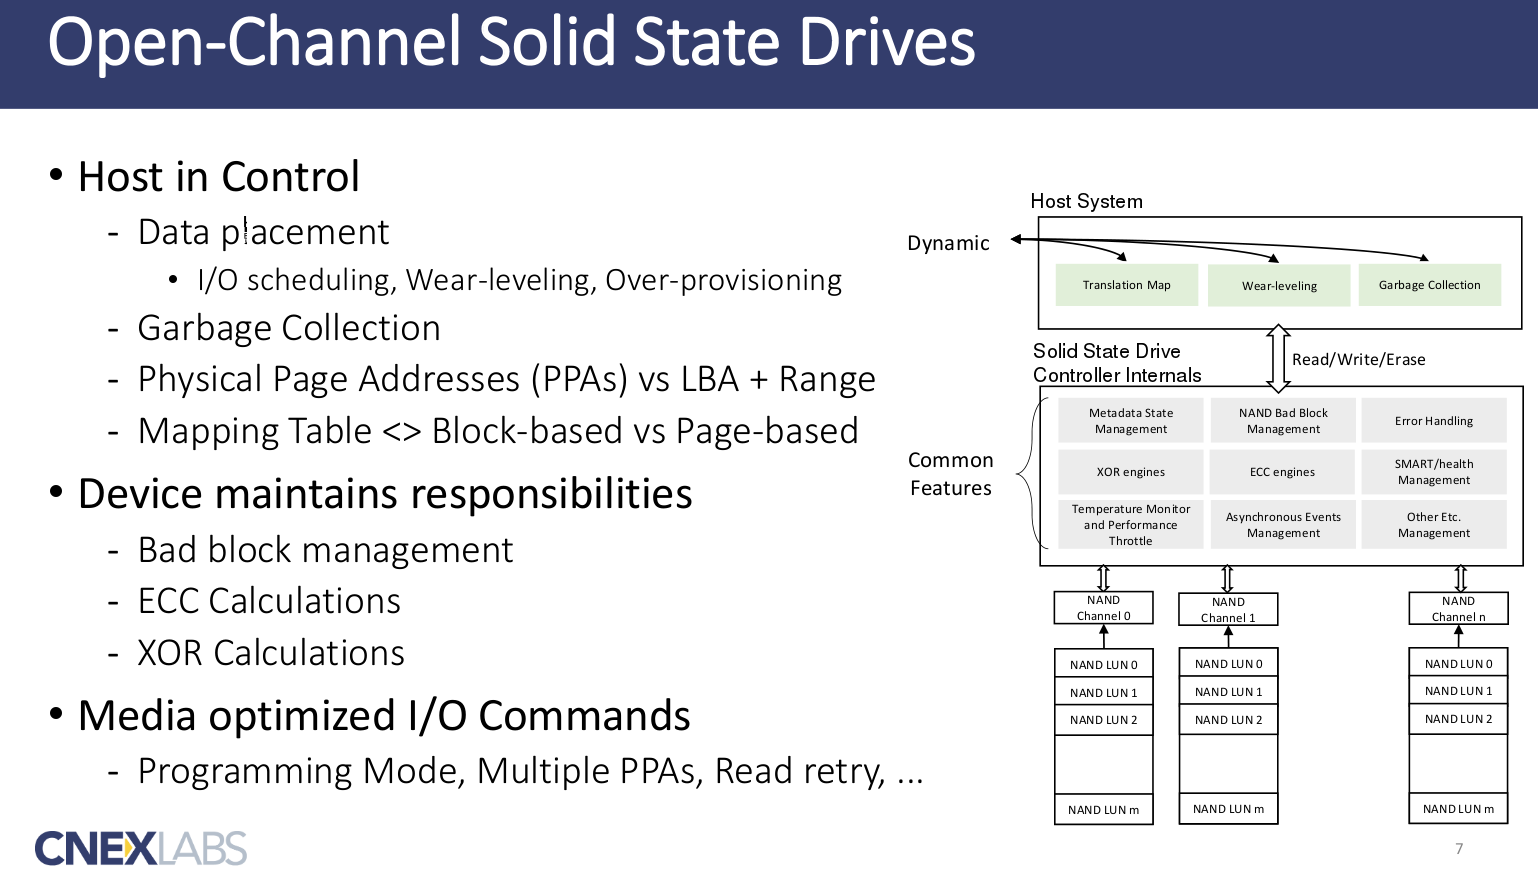 Open-Channel Solid State Drives
• Host in Control
- Data placement
• I/O scheduling, Wear-leveling, Over-provisioning
- Garbage Collection
- Physical Page Addresses (PPAs) vs LBA + Range
- Mapping Table <> Block-based vs Page-based
• Device maintains responsibilities
- Bad block management
- ECC Calculations
- XOR Calculations
• Media optimized I/O Commands
- Programming Mode, Multiple PPAs, Read retry, ...
Host System
Dynamic
Translation Map
Wear-leveling
Garbage Collection
Solid State Drive
Controller Internals
Read/Write/Erase
Common
Features
Metadata State
Management
NAND Bad Block
Management
Error Handling
XOR engines
ECC engines
SMART/health
Management
Temperature Monitor
and Performance
Throttle
Asynchronous Events
Management
Other Etc.
Management
NAND
Channel 0
NAND
Channel 1
NAND
Channel n
NAND LUN 0
NAND LUN 1
NAND LUN 2
NAND LUN m
NAND LUN 0
NAND LUN 1
NAND LUN 2
NAND LUN m
NAND LUN 0
NAND LUN 1
NAND LUN 2
NAND LUN m
CNEXLABS
7